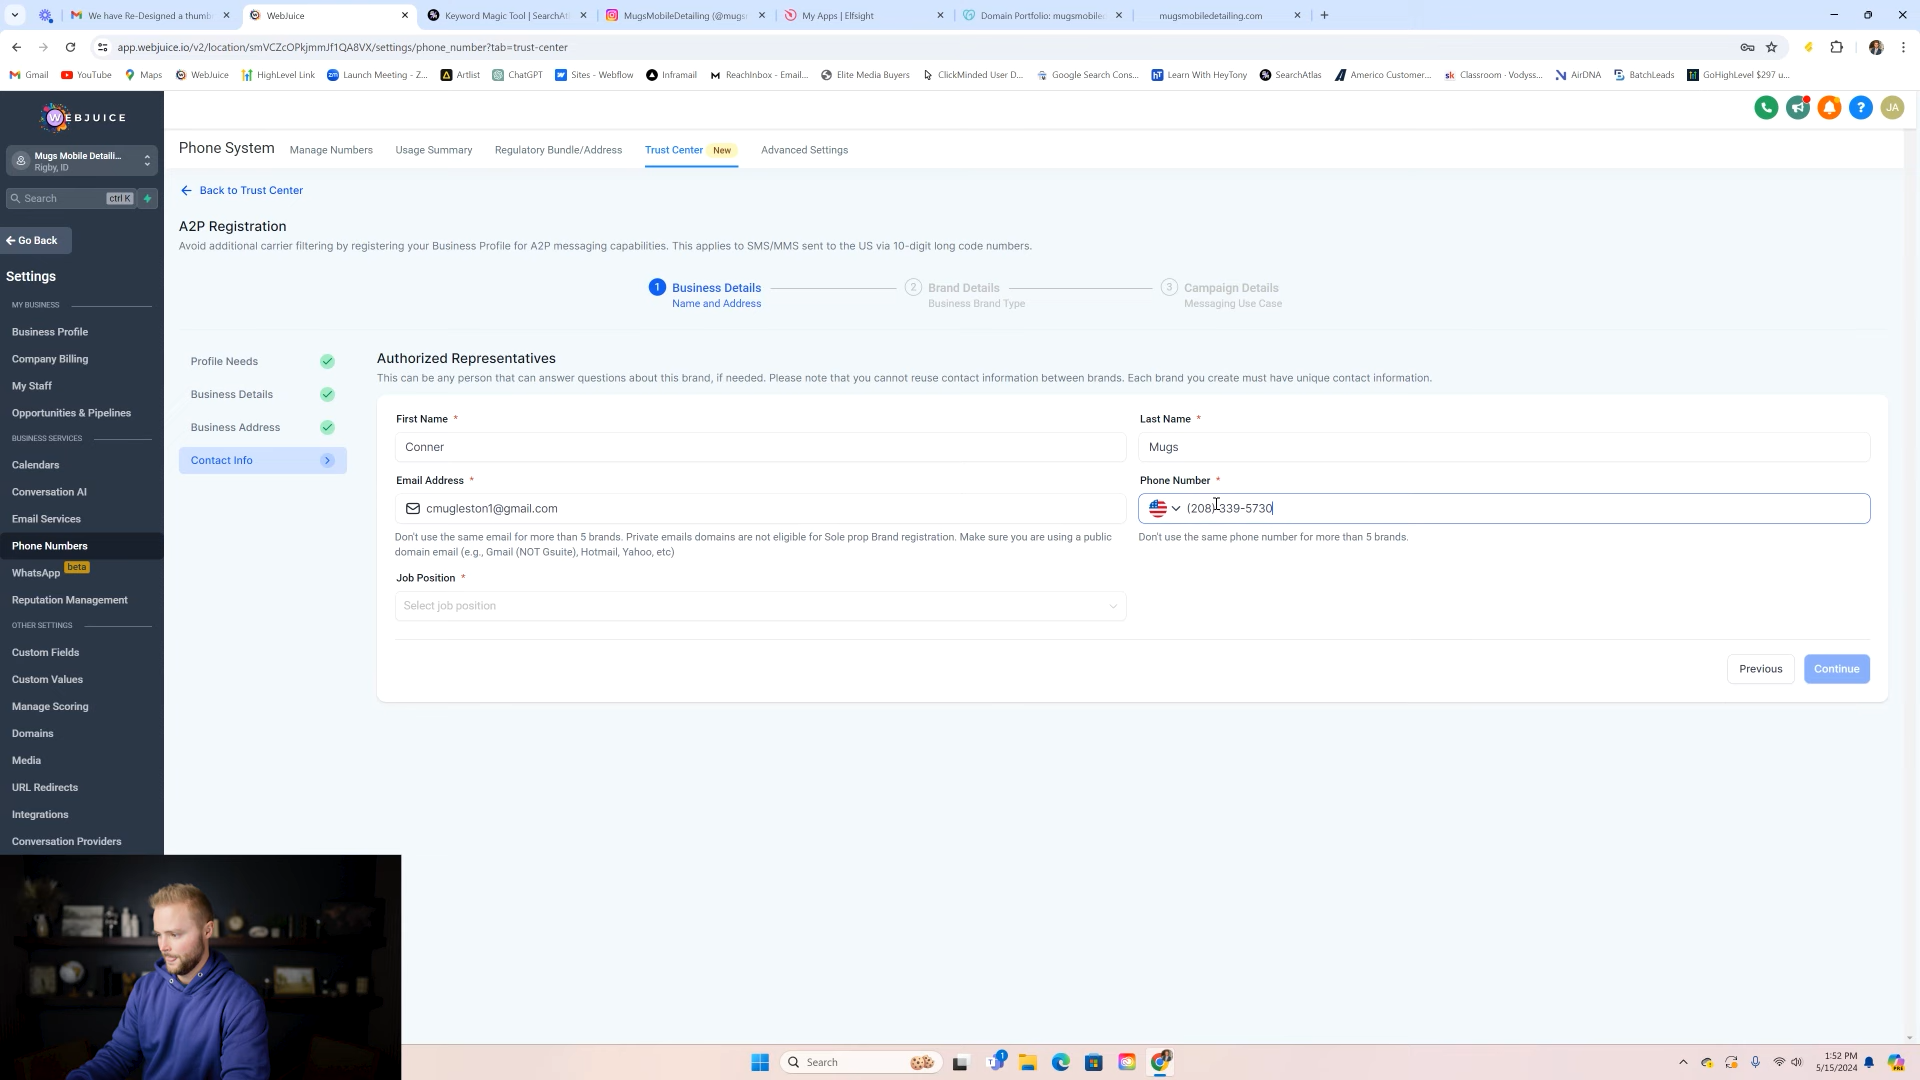 We have Re-Designed a thumb
WebJuice
Keyword Magic Tool | SearchAt
MugsMobileDetailing (@mugs
My Apps | Elfsight
Domain Portfolio: mugsmobile
mugsmobiledetailing.com
app.webjuice.io/v2/location/smVCZcOPkjmmJf1QA8VX/settings/phone_number?tab=trust-center
Gmail
YouTube
Maps
WebJuice
HighLevel Link
Launch Meeting - Z...
Artlist
ChatGPT
Sites - Webflow
Inframail
ReachInbox - Email...
Elite Media Buyers
ClickMinded User D...
Google Search Cons...
Learn With HeyTony
SearchAtlas
Americo Customer...
Classroom - Vodyss...
AirDNA
BatchLeads
GoHighLevel $297 u...
WEBJUICE
JA
Mugs Mobile Detaili...
Rigby, ID
Search
ctrl K
Go Back
Settings
MY BUSINESS
Business Profile
Company Billing
My Staff
Opportunities & Pipelines
BUSINESS SERVICES
Calendars
Conversation AI
Email Services
Phone Numbers
WhatsApp beta
Reputation Management
OTHER SETTINGS
Custom Fields
Custom Values
Manage Scoring
Domains
Media
URL Redirects
Integrations
Conversation Providers
Phone System
Manage Numbers
Usage Summary
Regulatory Bundle/Address
Trust Center New
Advanced Settings
Back to Trust Center
A2P Registration
Avoid additional carrier filtering by registering your Business Profile for A2P messaging capabilities. This applies to SMS/MMS sent to the US via 10-digit long code numbers.
1 Business Details
Name and Address
2 Brand Details
Business Brand Type
3 Campaign Details
Messaging Use Case
Profile Needs
Business Details
Business Address
Contact Info
Authorized Representatives
This can be any person that can answer questions about this brand, if needed. Please note that you cannot reuse contact information between brands. Each brand you create must have unique contact information.
First Name *
Conner
Last Name *
Mugs
Email Address *
cmugleston1@gmail.com
Phone Number *
(208) 339-5730
Don't use the same email for more than 5 brands. Private emails domains are not eligible for Sole prop Brand registration. Make sure you are using a public
domain email (e.g., Gmail (NOT Gsuite), Hotmail, Yahoo, etc)
Don't use the same phone number for more than 5 brands.
Job Position *
Select job position
Previous
Continue
Search
1
1:52 PM
5/15/2024
PRE